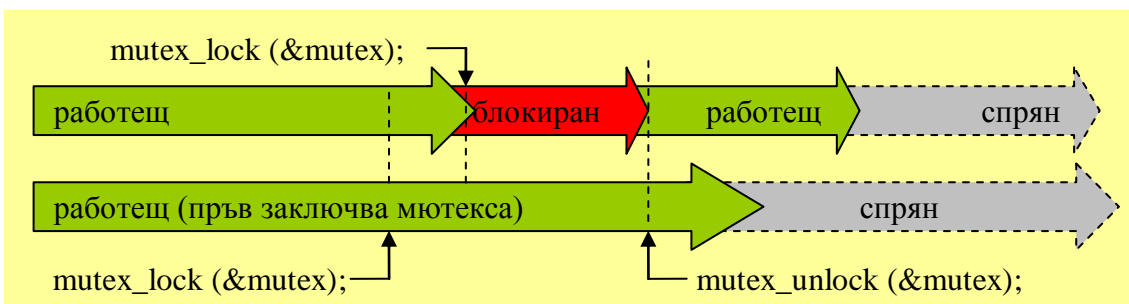 mutex_lock (&mutex);
работещ блокиран работещ спрян
работещ (пръв заключва мютекса) спрян
mutex_lock (&mutex); mutex_unlock (&mutex);